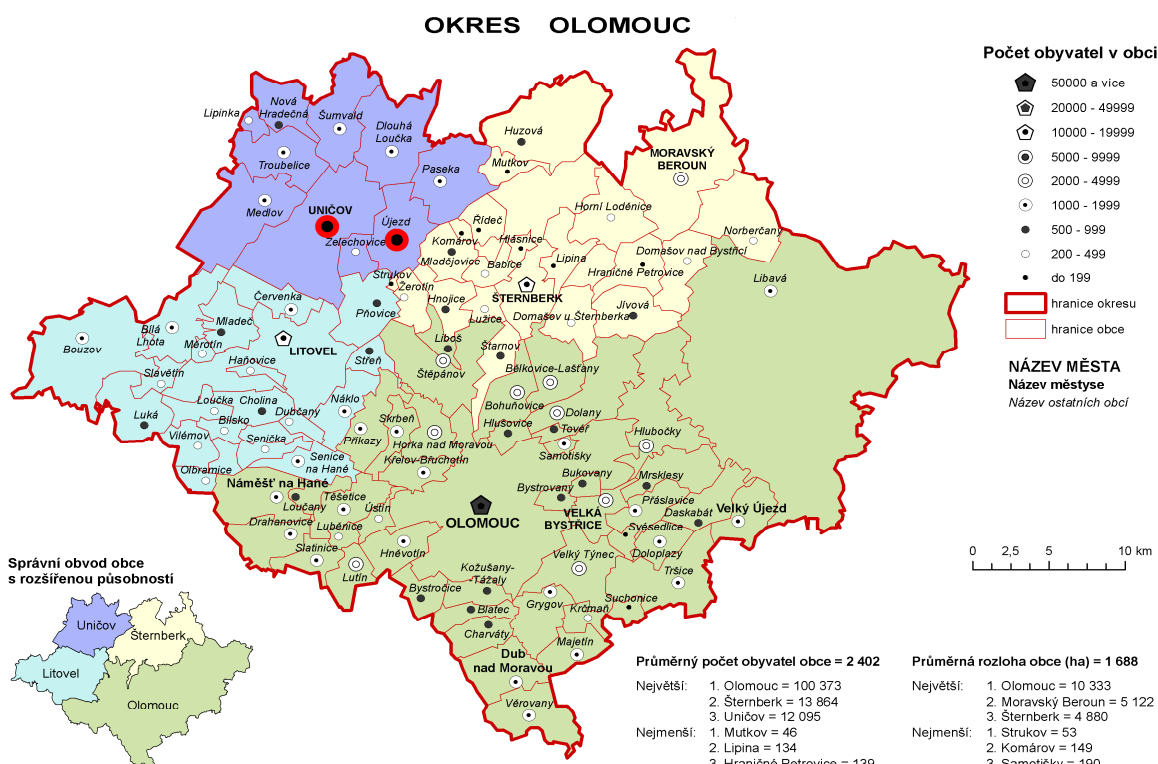 OKRES OLOMOUC
Počet obyvatel v obci
50000 a více
20000 - 49999
10000 - 19999
5000 - 9999
2000 - 4999
1000 - 1999
500 - 999
200 - 499
do 199
hranice okresu
hranice obce
NÁZEV MĚSTA
Název městyse
Název ostatních obcí
Lipinka
Nová
Hradečná
Šumvald
Dlouhá
Loučka
Troubelice
Paseka
Medlov
UNIČOV
Újezd
Želechovice
Huzová
Mutkov
MORAVSKÝ
BEROUN
Horní Loděnice
Norberčany
Řídeč
Komárov
Hlásnice
Mladějovice
Babice
Lipina
Domašov nad Bystřicí
Hraničné Petrovice
Libavá
Strukov
Žerotín
ŠTERNBERK
Hnojice
Lužice
Domašov u Šternberka
Jívová
Červenka
Pňovice
Bílá
Lhota
Mladeč
Měrotín
LITOVEL
Bouzov
Haňovice
Střeň
Liboš
Štarnov
Štěpánov
Slavětín
Bělkovice-Lašťany
Loučka
Cholina
Dubčany
Náklo
Bohuňovice
Dolany
Luká
Bílsko
Skrbeň
Hlušovice
Tovéř
Vilémov
Senička
Příkazy
Horka nad Moravou
Samotišky
Hlubočky
Senice
na Hané
Křelov-Břuchotín
Olbramice
Náměšť na Hané
Bukovany
Mrsklesy
Loučany
Těšetice
Bystrovany
Přáslavice
Ústín
OLOMOUC
VELKÁ
BYSTŘICE
Daskabát
Velký Újezd
Drahanovice
Luběnice
Svésedlice
Slatinice
Hněvotín
Velký Týnec
Doloplazy
Lutín
Kožušany-
-Tážaly
Tršice
Bystročice
Blatec
Grygov
Krčmaň
Suchonice
Charváty
Majetín
Dub
nad Moravou
Věrovany
0 2,5 5 10 km
Správní obvod obce
s rozšířenou působností
Uničov
Šternberk
Litovel
Olomouc
Průměrný počet obyvatel obce = 2 402
Největší: 1. Olomouc = 100 373
2. Šternberk = 13 864
3. Uničov = 12 095
Nejmenší: 1. Mutkov = 46
2. Lipina = 134
3. Hraničné Petrovice = 139
Průměrná rozloha obce (ha) = 1 688
Největší: 1. Olomouc = 10 333
2. Moravský Beroun = 5 122
3. Šternberk = 4 880
Nejmenší: 1. Strukov = 53
2. Komárov = 149
3. Samotišky = 190